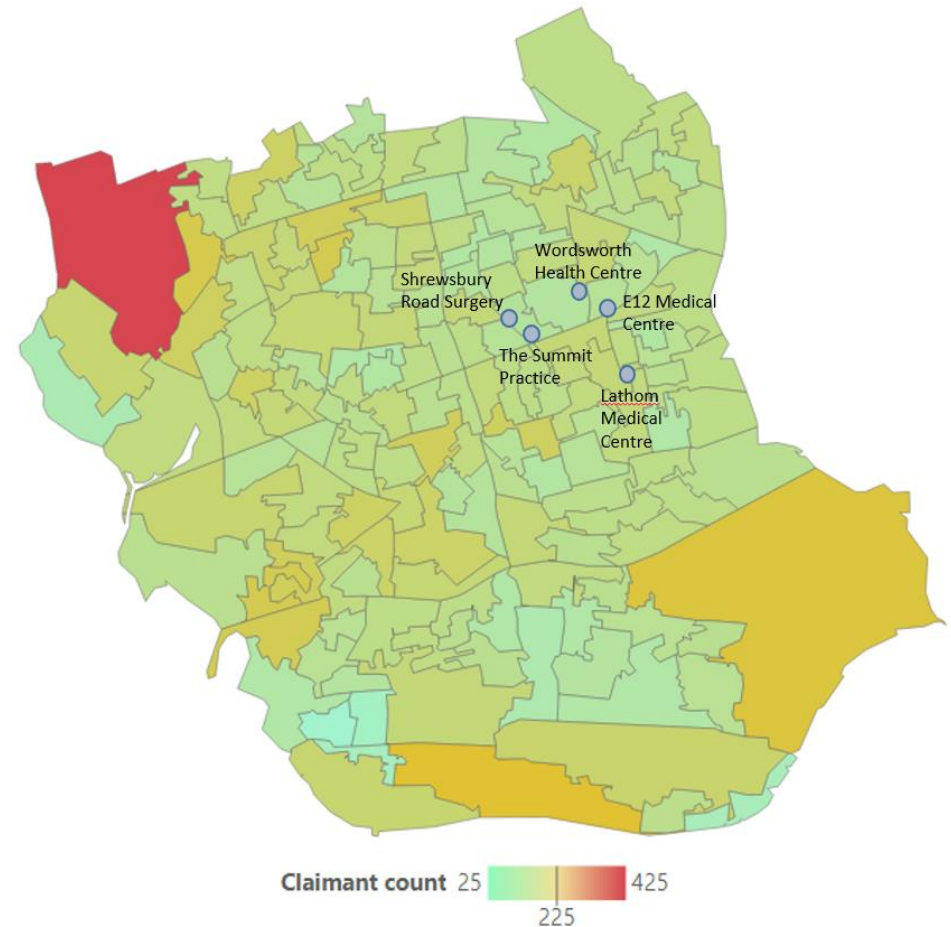 Wordsworth
Health Centre
Shrewsbury
Road Surgery
E12 Medical
Centre
The Summit
Practice
Lathom
Medical
Centre
Claimant count 25 425
225